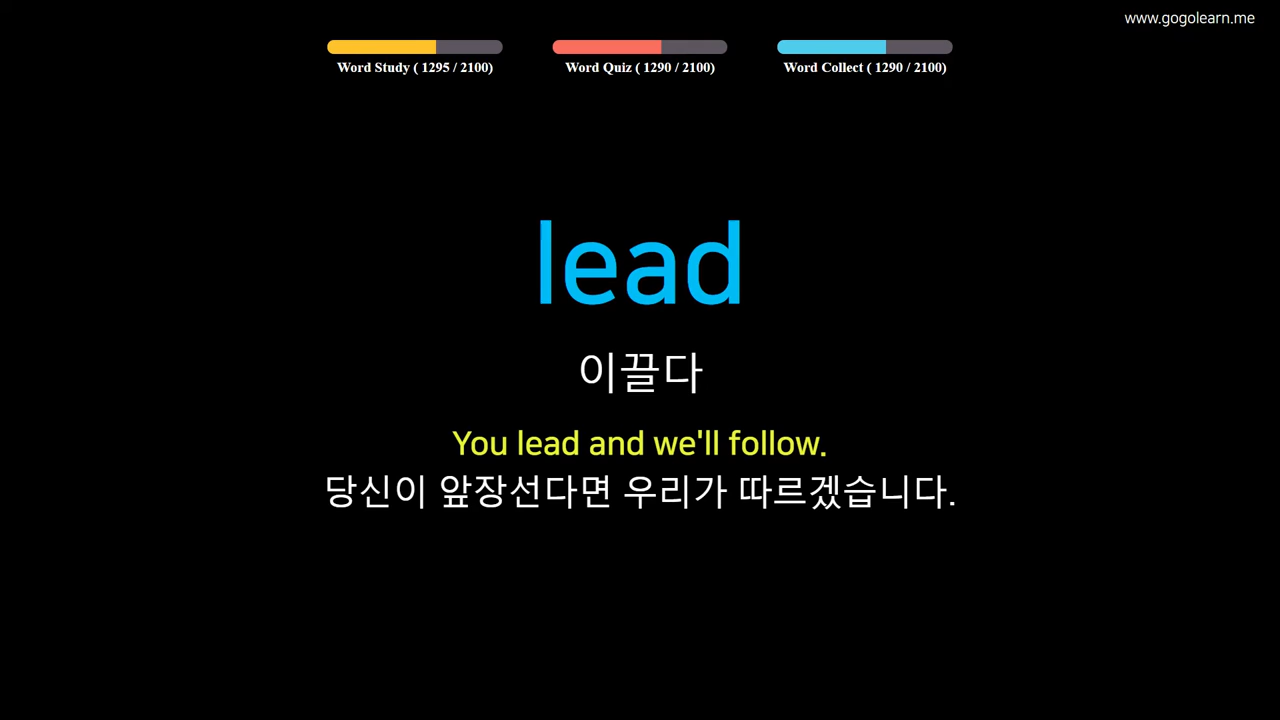 www.gogolearn.me
Word Study ( 1295 / 2100)
Word Quiz ( 1290 / 2100)
Word Collect ( 1290 / 2100)
lead
이끌다
You lead and we'll follow.
당신이 앞장선다면 우리가 따르겠습니다.